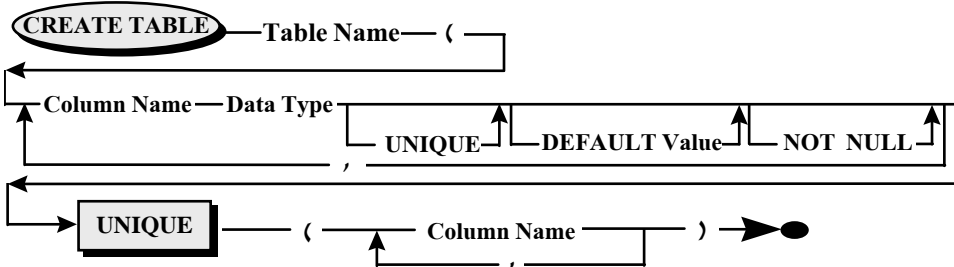 CREATE TABLE Table Name (
Column Name Data Type
UNIQUE DEFAULT Value NOT NULL
,
UNIQUE ( Column Name )
,